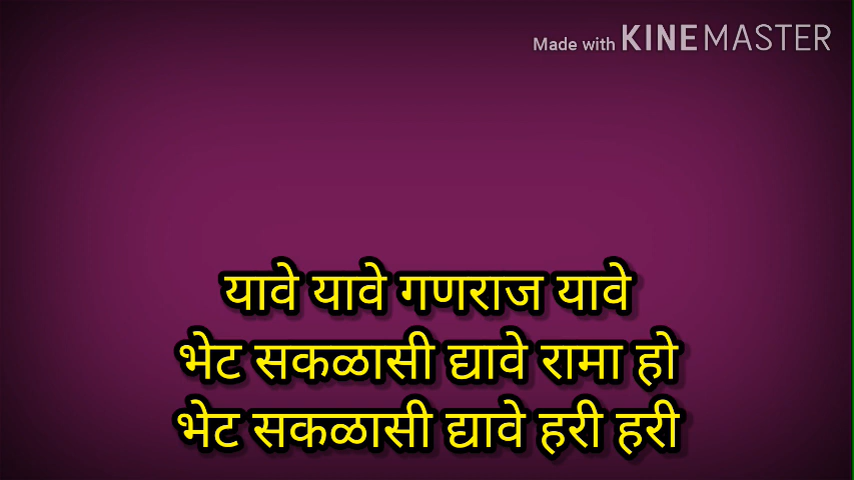 Made with KINEMASTER
यावे यावे गणराज यावे
भेट सकळासी द्यावे रामा हो
भेट सकळासी द्यावे हरी हरी